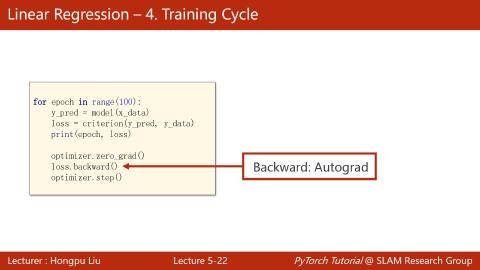 Linear Regression – 4. Training Cycle
for epoch in range(100):
    y_pred = model(x_data)
    loss = criterion(y_pred, y_data)
    print(epoch, loss)
    optimizer.zero_grad()
    loss.backward()
    optimizer.step()
Backward: Autograd
Lecturer : Hongpu Liu
Lecture 5-22
PyTorch Tutorial @ SLAM Research Group